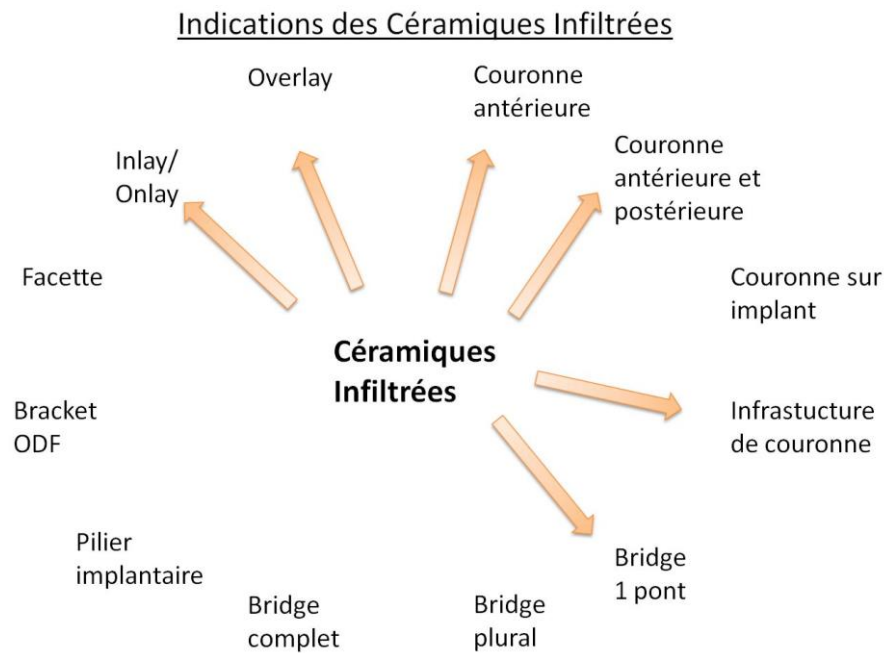 Indications des Céramiques Infiltrées
Overlay
Couronne
antérieure
Inlay/
Onlay
Couronne
antérieure et
postérieure
Facette
Couronne sur
implant
Céramiques
Infiltrées
Bracket
ODF
Infrastucture
de couronne
Pilier
implantaire
Bridge
1 pont
Bridge
complet
Bridge
plural